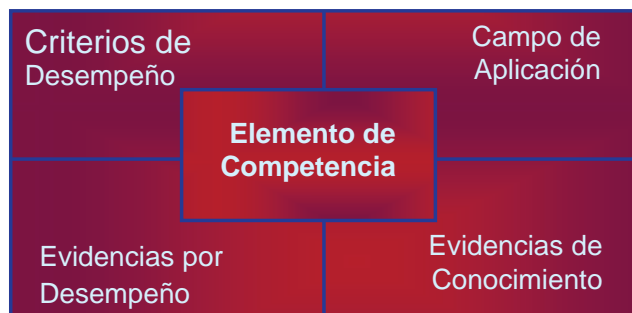 Criterios de
Desempeño
Campo de
Aplicación
Elemento de
Competencia
Evidencias por
Desempeño
Evidencias de
Conocimiento